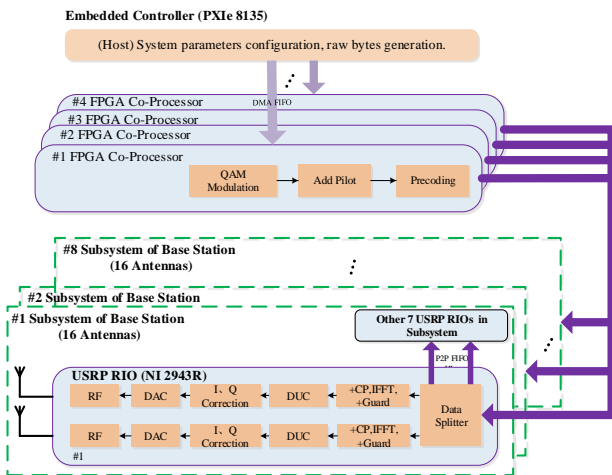 Embedded Controller (PXIe 8135)
(Host) System parameters configuration, raw bytes generation.
#4 FPGA Co-Processor
DMA FIFO
#3 FPGA Co-Processor
#2 FPGA Co-Processor
#1 FPGA Co-Processor
QAM
Modulation
Add Pilot
Precoding
#8 Subsystem of Base Station
(16 Antennas)
#2 Subsystem of Base Station
#1 Subsystem of Base Station
(16 Antennas)
Other 7 USRP RIOs in
Subsystem
P2P FIFO
USRP RIO (NI 2943R)
RF
DAC
I、Q
Correction
DUC
+CP,IFFT,
+Guard
Data
Splitter
RF
DAC
I、Q
Correction
DUC
+CP,IFFT,
+Guard
#1